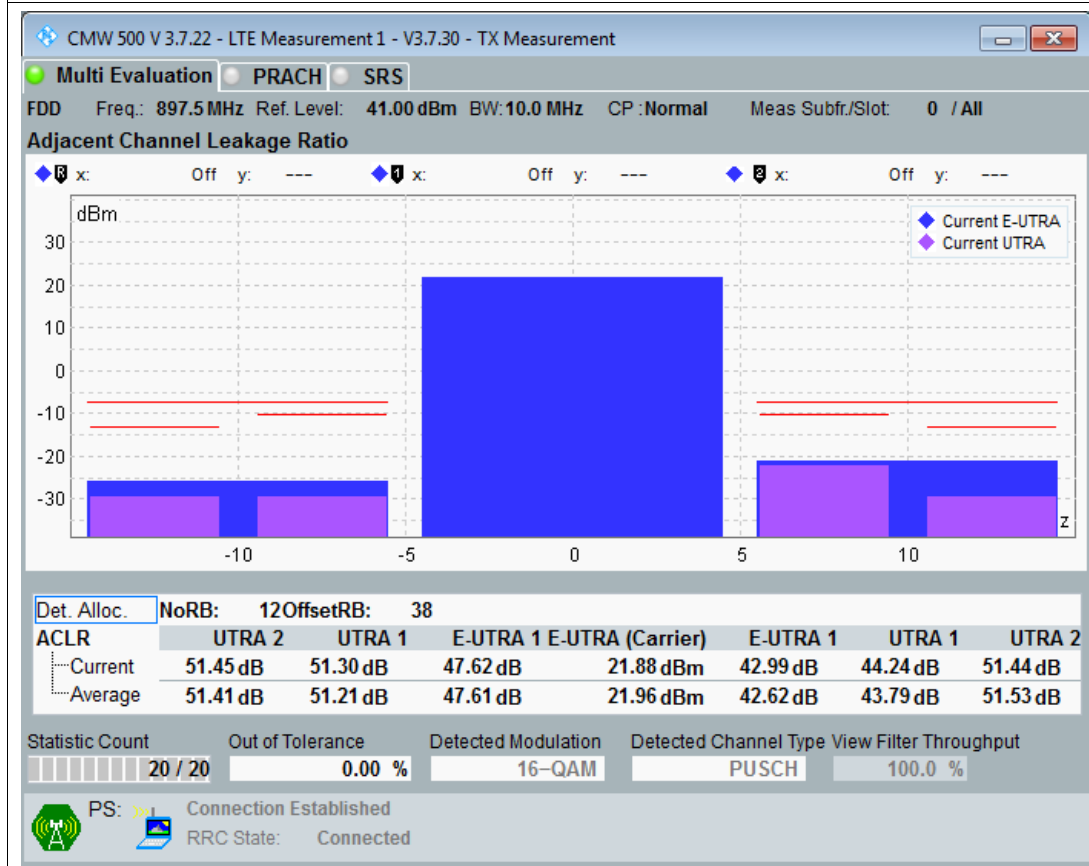 CMW 500 V 3.7.22 - LTE Measurement 1 - V3.7.30 - TX Measurement
Multi Evaluation PRACH SRS
FDD Freq.: 897.5 MHz Ref. Level: 41.00 dBm BW: 10.0 MHz CP : Normal Meas Subfr./Slot: 0 / All
Adjacent Channel Leakage Ratio
R x: Off y: --- 1 x: Off y: --- 2 x: Off y: ---
dBm
Current E-UTRA
Current UTRA
30
20
10
0
-10
-20
-30
z
-10 -5 0 5 10
Det. Alloc. NoRB: 12 OffsetRB: 38
ACLR UTRA 2 UTRA 1 E-UTRA 1 E-UTRA (Carrier) E-UTRA 1 UTRA 1 UTRA 2
Current 51.45 dB 51.30 dB 47.62 dB 21.88 dBm 42.99 dB 44.24 dB 51.44 dB
Average 51.41 dB 51.21 dB 47.61 dB 21.96 dBm 42.62 dB 43.79 dB 51.53 dB
Statistic Count Out of Tolerance Detected Modulation Detected Channel Type View Filter Throughput
20 / 20 0.00 % 16-QAM PUSCH 100.0 %
PS: Connection Established
RRC State: Connected